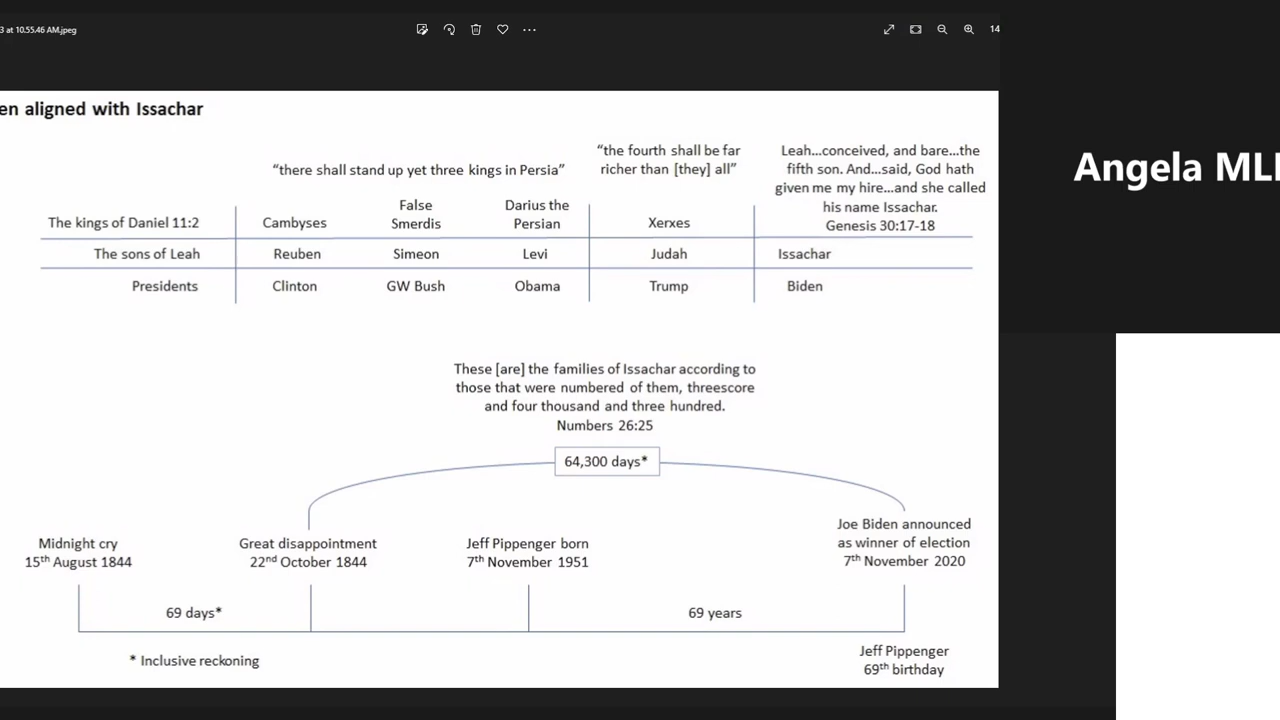 3 at 10.55.46 AM.jpeg
14
en aligned with Issachar
Angela MLI
"there shall stand up yet three kings in Persia"
"the fourth shall be far
richer than [they] all"
Leah...conceived, and bare...the
fifth son. And...said, God hath
given me my hire...and she called
his name Issachar.
Genesis 30:17-18
The kings of Daniel 11:2
Cambyses
False
Smerdis
Darius the
Persian
Xerxes
The sons of Leah
Reuben
Simeon
Levi
Judah
Issachar
Presidents
Clinton
GW Bush
Obama
Trump
Biden
These [are] the families of Issachar according to
those that were numbered of them, threescore
and four thousand and three hundred.
Numbers 26:25
64,300 days*
Midnight cry
15th August 1844
Great disappointment
22nd October 1844
Jeff Pippenger born
7th November 1951
Joe Biden announced
as winner of election
7th November 2020
69 days*
69 years
* Inclusive reckoning
Jeff Pippenger
69th birthday